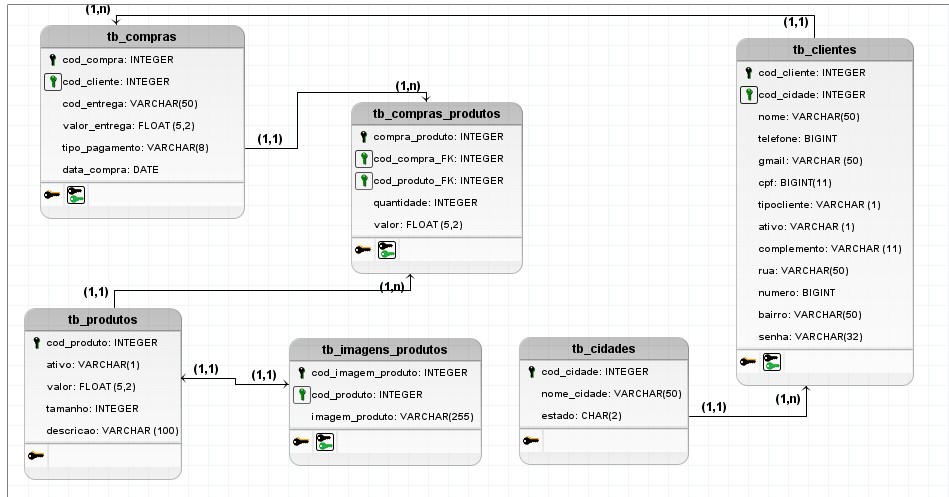 (1,n)
(1,1)
tb_compras
cod_compra: INTEGER
cod_cliente: INTEGER
cod_entrega: VARCHAR(50)
valor_entrega: FLOAT (5,2)
tipo_pagamento: VARCHAR(8)
data_compra: DATE
(1,1)
(1,n)
tb_compras_produtos
compra_produto: INTEGER
cod_compra_FK: INTEGER
cod_produto_FK: INTEGER
quantidade: INTEGER
valor: FLOAT (5,2)
tb_clientes
cod_cliente: INTEGER
cod_cidade: INTEGER
nome: VARCHAR(50)
telefone: BIGINT
gmail: VARCHAR (50)
cpf: BIGINT(11)
tipocliente: VARCHAR (1)
ativo: VARCHAR (1)
complemento: VARCHAR (11)
rua: VARCHAR(50)
numero: BIGINT
bairro: VARCHAR(50)
senha: VARCHAR(32)
(1,1)
(1,n)
tb_produtos
cod_produto: INTEGER
ativo: VARCHAR(1)
valor: FLOAT (5,2)
tamanho: INTEGER
descricao: VARCHAR (100)
(1,1)
(1,1)
tb_imagens_produtos
cod_imagem_produto: INTEGER
cod_produto: INTEGER
imagem_produto: VARCHAR(255)
tb_cidades
cod_cidade: INTEGER
nome_cidade: VARCHAR(50)
estado: CHAR(2)
(1,1)
(1,n)